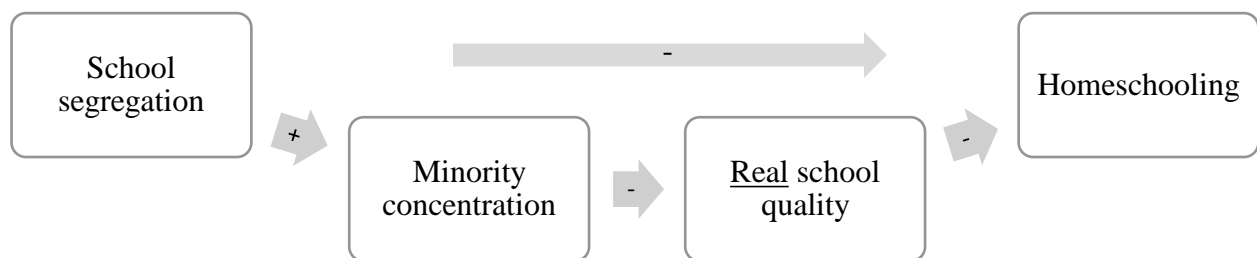 School
segregation
-
Homeschooling
+
Minority
concentration
-
Real school
quality
-